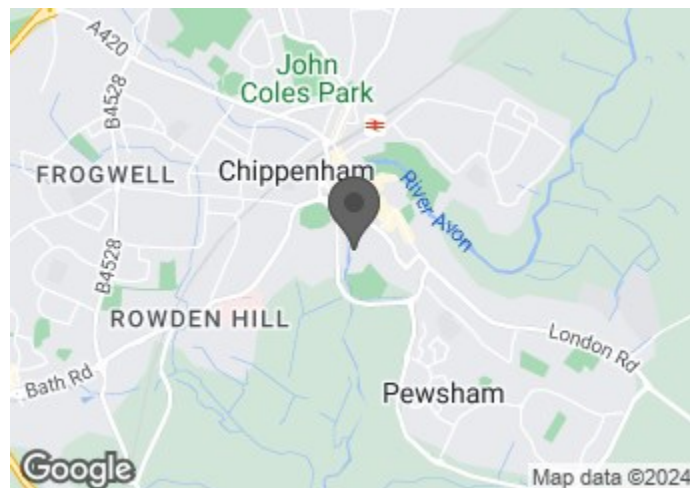 A420
John
Coles Park
B4528
FROGWELL
Chippenham
River Avon
B4528
ROWDEN HILL
London Rd
Bath Rd
Pewsham
Google
Map data ©2024